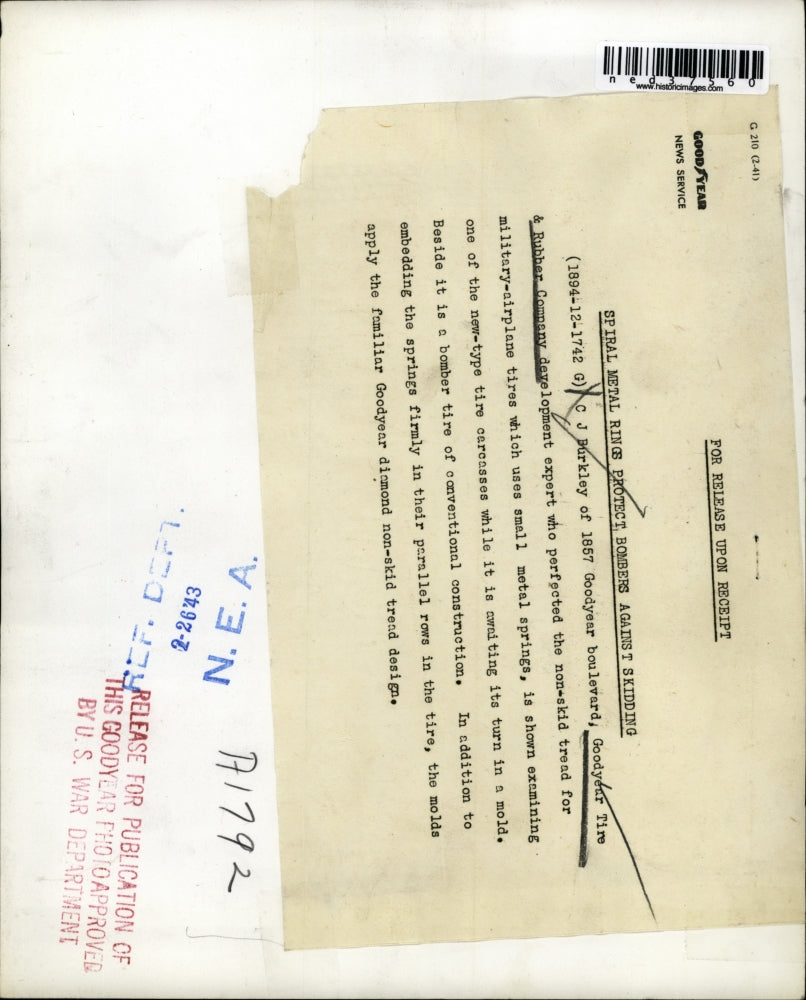 ned37560
www.historicimages.com
G 210 (2-41)
GOODYEAR
NEWS SERVICE
FOR RELEASE UPON RECEIPT
SPIRAL METAL RINGS PROTECT BOMBERS AGAINST SKIDDING
(1894-12-1742 G) C J Burkley of 1857 Goodyear boulevard, Goodyear Tire
& Rubber Company development expert who perfected the non-skid tread for
military-airplane tires which uses small metal springs, is shown examining
one of the new-type tire carcasses while it is awaiting its turn in a mold.
Beside it is a bomber tire of conventional construction. In addition to
embedding the springs firmly in their parallel rows in the tire, the molds
apply the familiar Goodyear diamond non-skid tread design.
REF. DEPT.
2-26'43
N.E.A.
A1792
RELEASE FOR PUBLICATION OF
THIS GOODYEAR PHOTO APPROVED
BY U. S. WAR DEPARTMENT